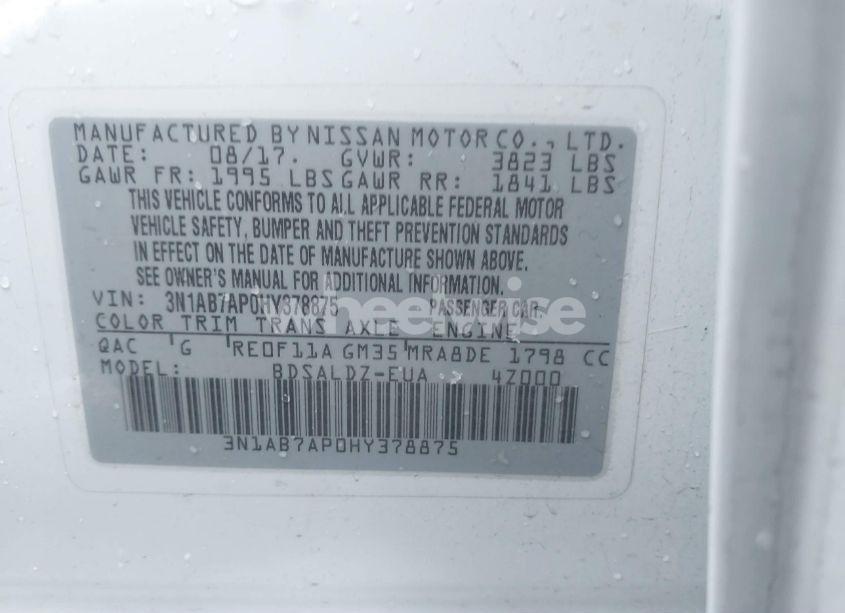 MANUFACTURED BY NISSAN MOTOR CO., LTD.
DATE: 08/17. GVWR: 3823 LBS
GAWR FR: 1995 LBS GAWR RR: 1841 LBS
THIS VEHICLE CONFORMS TO ALL APPLICABLE FEDERAL MOTOR
VEHICLE SAFETY, BUMPER AND THEFT PREVENTION STANDARDS
IN EFFECT ON THE DATE OF MANUFACTURE SHOWN ABOVE.
SEE OWNER'S MANUAL FOR ADDITIONAL INFORMATION.
VIN: 3N1AB7AP0HY378875 PASSENGER CAR.
COLOR TRIM TRANS AXLE ENGINE
QAC G RE0F11A GM35 MRA8DE 1798 CC
MODEL: BDSALDZ-EUA 4Z000
3N1AB7AP0HY378875